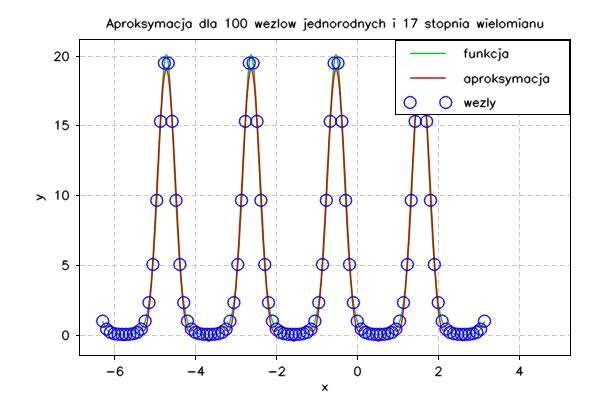 Aproksymacja dla 100 wezlow jednorodnych i 17 stopnia wielomianu
funkcja
aproksymacja
wezly
20
15
10
5
0
y
−6 −4 −2 0 2 4
x